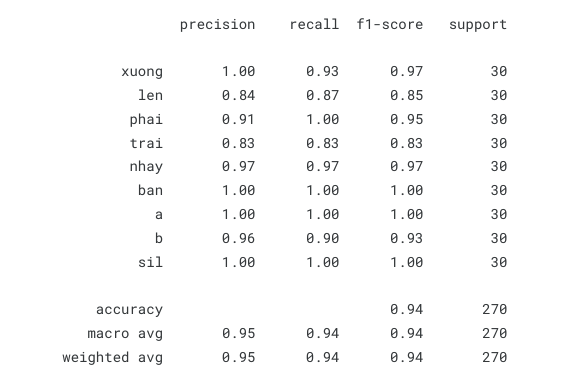 precision recall f1-score support
xuong 1.00 0.93 0.97 30
len 0.84 0.87 0.85 30
phai 0.91 1.00 0.95 30
trai 0.83 0.83 0.83 30
nhay 0.97 0.97 0.97 30
ban 1.00 1.00 1.00 30
a 1.00 1.00 1.00 30
b 0.96 0.90 0.93 30
sil 1.00 1.00 1.00 30
accuracy 0.94 270
macro avg 0.95 0.94 0.94 270
weighted avg 0.95 0.94 0.94 270